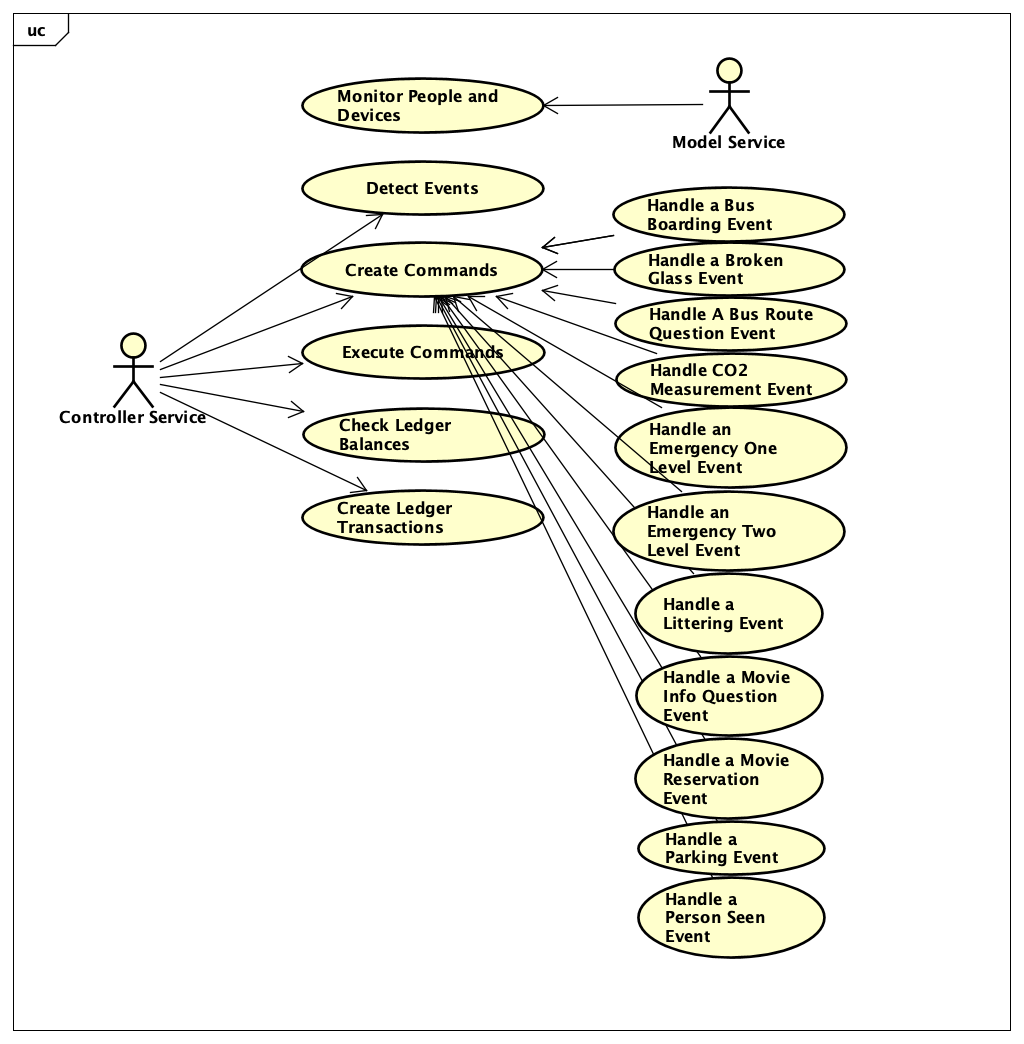 uc
Monitor People and
Devices
Model Service
Detect Events
Handle a Bus
Boarding Event
Create Commands
Handle a Broken
Glass Event
Handle A Bus Route
Question Event
Execute Commands
Handle CO2
Measurement Event
Controller Service
Check Ledger
Balances
Handle an
Emergency One
Level Event
Create Ledger
Transactions
Handle an
Emergency Two
Level Event
Handle a
Littering Event
Handle a Movie
Info Question
Event
Handle a Movie
Reservation
Event
Handle a
Parking Event
Handle a
Person Seen
Event